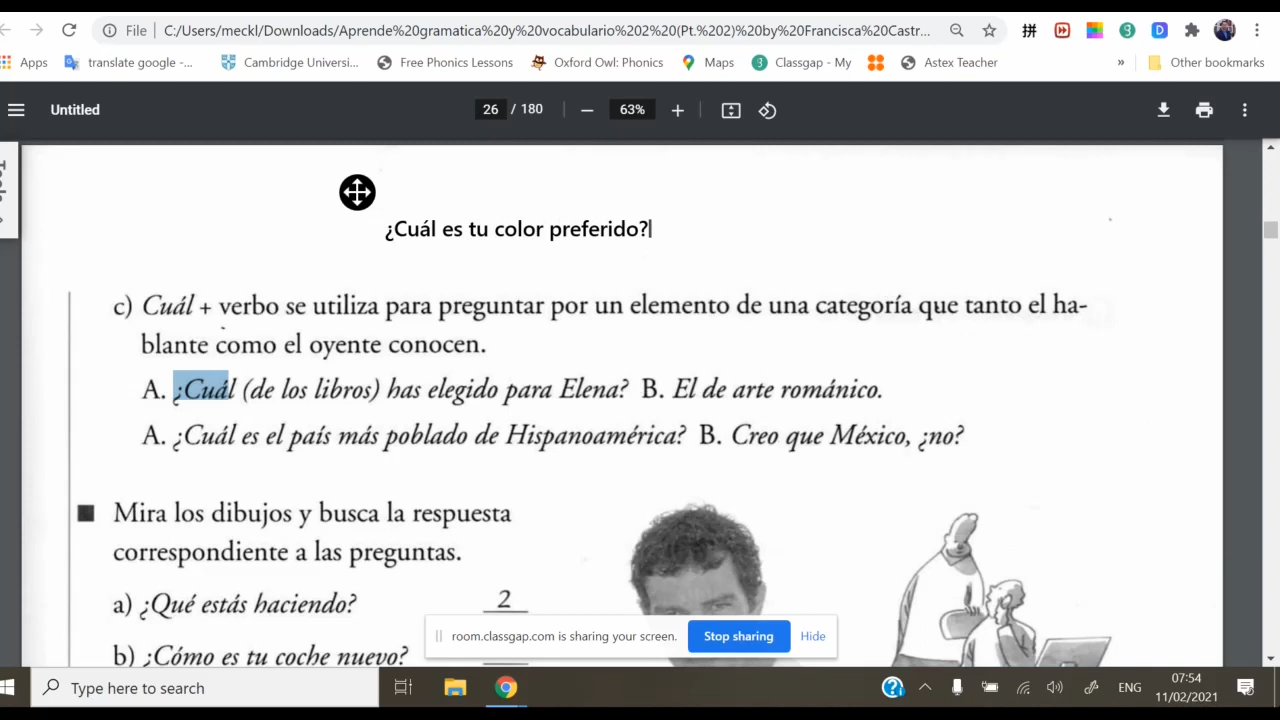 File | C:/Users/meckl/Downloads/Aprende%20gramatica%20y%20vocabulario%202%20(Pt.%202)%20by%20Francisca%20Castr...
Apps translate google -... Cambridge Universi... Free Phonics Lessons Oxford Owl: Phonics Maps Classgap - My Astex Teacher » Other bookmarks
Untitled 26 / 180 63%
¿Cuál es tu color preferido?
c) Cuál + verbo se utiliza para preguntar por un elemento de una categoría que tanto el ha-
blante como el oyente conocen.
A. ¿Cuál (de los libros) has elegido para Elena? B. El de arte románico.
A. ¿Cuál es el país más poblado de Hispanoamérica? B. Creo que México, ¿no?
Mira los dibujos y busca la respuesta
correspondiente a las preguntas.
a) ¿Qué estás haciendo? 2
room.classgap.com is sharing your screen. Stop sharing Hide
b) ¿Cómo es tu coche nuevo?
Type here to search
ENG
07:54
11/02/2021